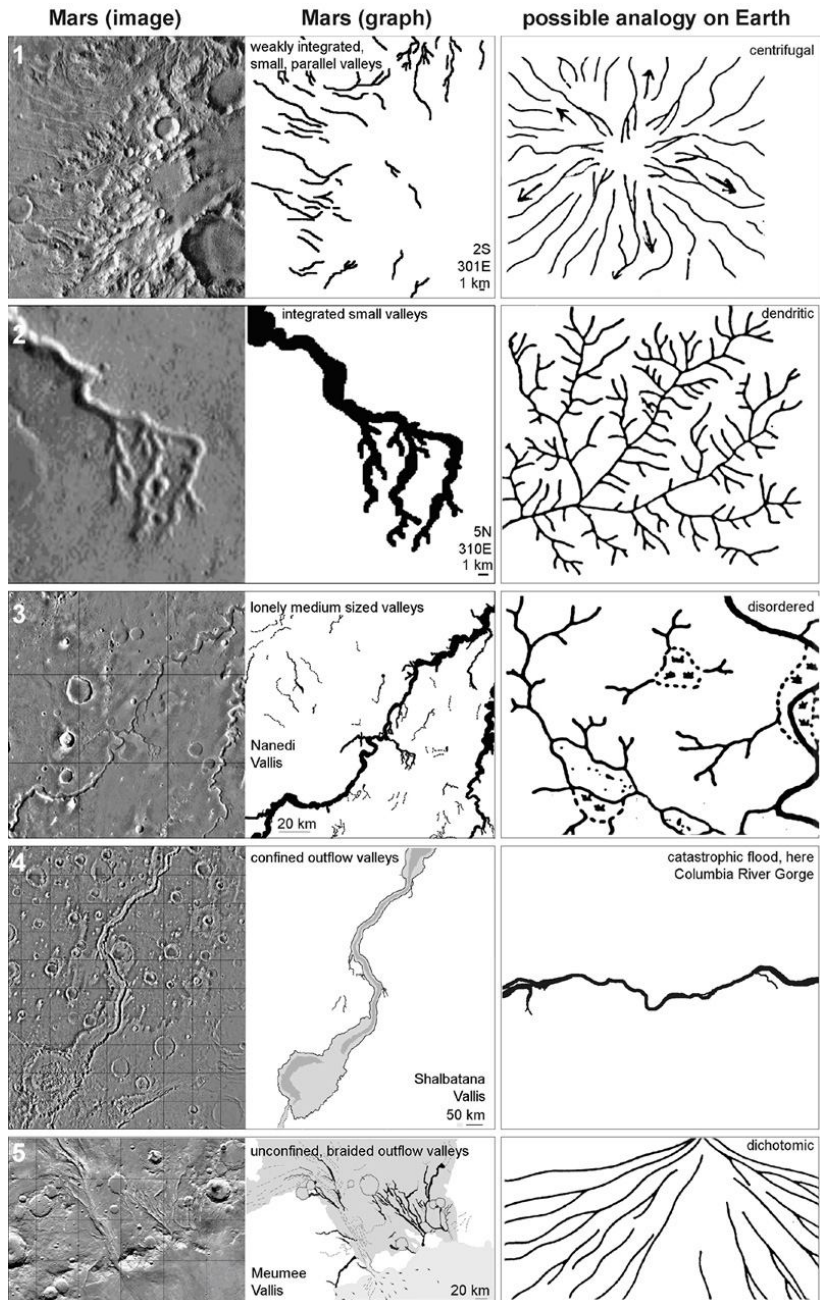 Mars (image)
Mars (graph)
possible analogy on Earth
1
weakly integrated,
small, parallel valleys
2S
301E
1 km
centrifugal
2
integrated small valleys
5N
310E
1 km
dendritic
3
lonely medium sized valleys
Nanedi
Vallis
20 km
disordered
4
confined outflow valleys
Shalbatana
Vallis
50 km
catastrophic flood, here
Columbia River Gorge
5
unconfined, braided outflow valleys
Meumee
Vallis
20 km
dichotomic